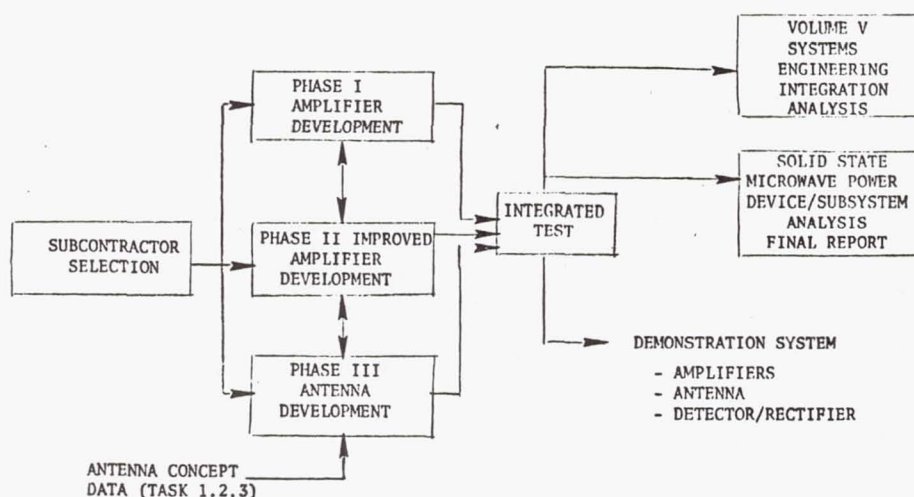 VOLUME V
SYSTEMS
ENGINEERING
INTEGRATION
ANALYSIS
PHASE I
AMPLIFIER
DEVELOPMENT
SOLID STATE
MICROWAVE POWER
DEVICE/SUBSYSTEM
ANALYSIS
FINAL REPORT
INTEGRATED
TEST
SUBCONTRACTOR
SELECTION
PHASE II IMPROVED
AMPLIFIER
DEVELOPMENT
DEMONSTRATION SYSTEM
- AMPLIFIERS
- ANTENNA
- DETECTOR/RECTIFIER
PHASE III
ANTENNA
DEVELOPMENT
ANTENNA CONCEPT
DATA (TASK 1,2,3)